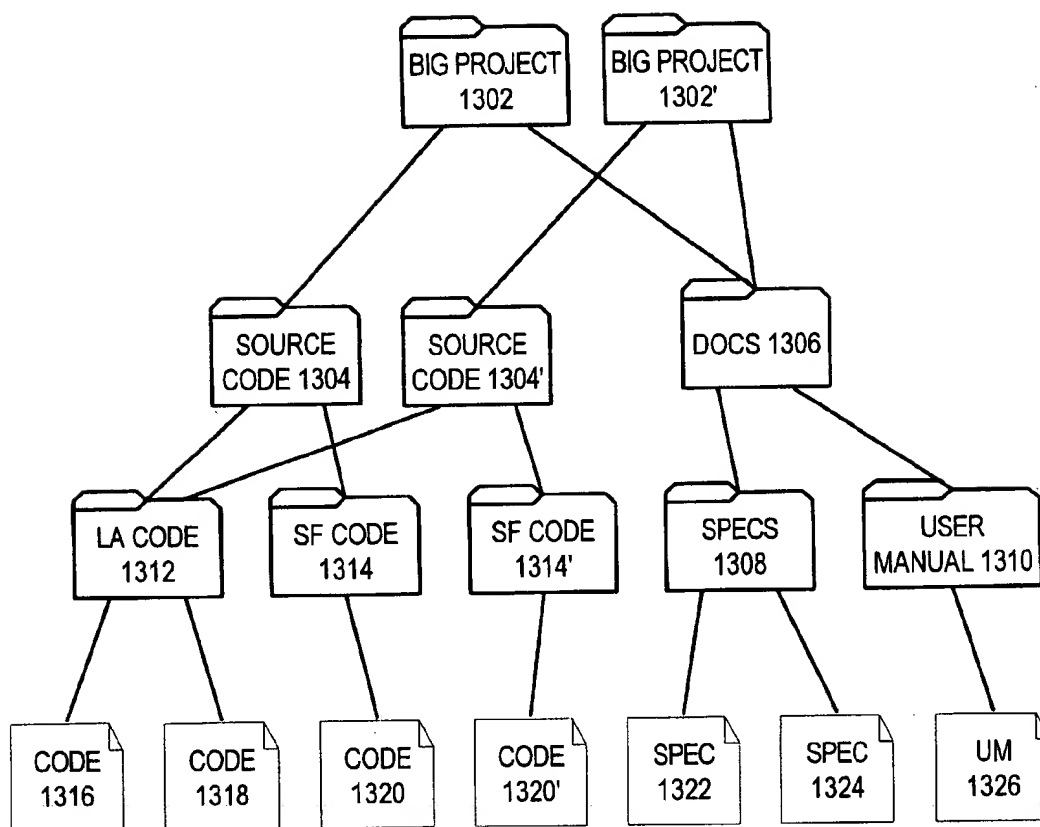 BIG PROJECT
1302
BIG PROJECT
1302'
SOURCE
CODE 1304
SOURCE
CODE 1304'
DOCS 1306
LA CODE
1312
SF CODE
1314
SF CODE
1314'
SPECS
1308
USER
MANUAL 1310
CODE
1316
CODE
1318
CODE
1320
CODE
1320'
SPEC
1322
SPEC
1324
UM
1326